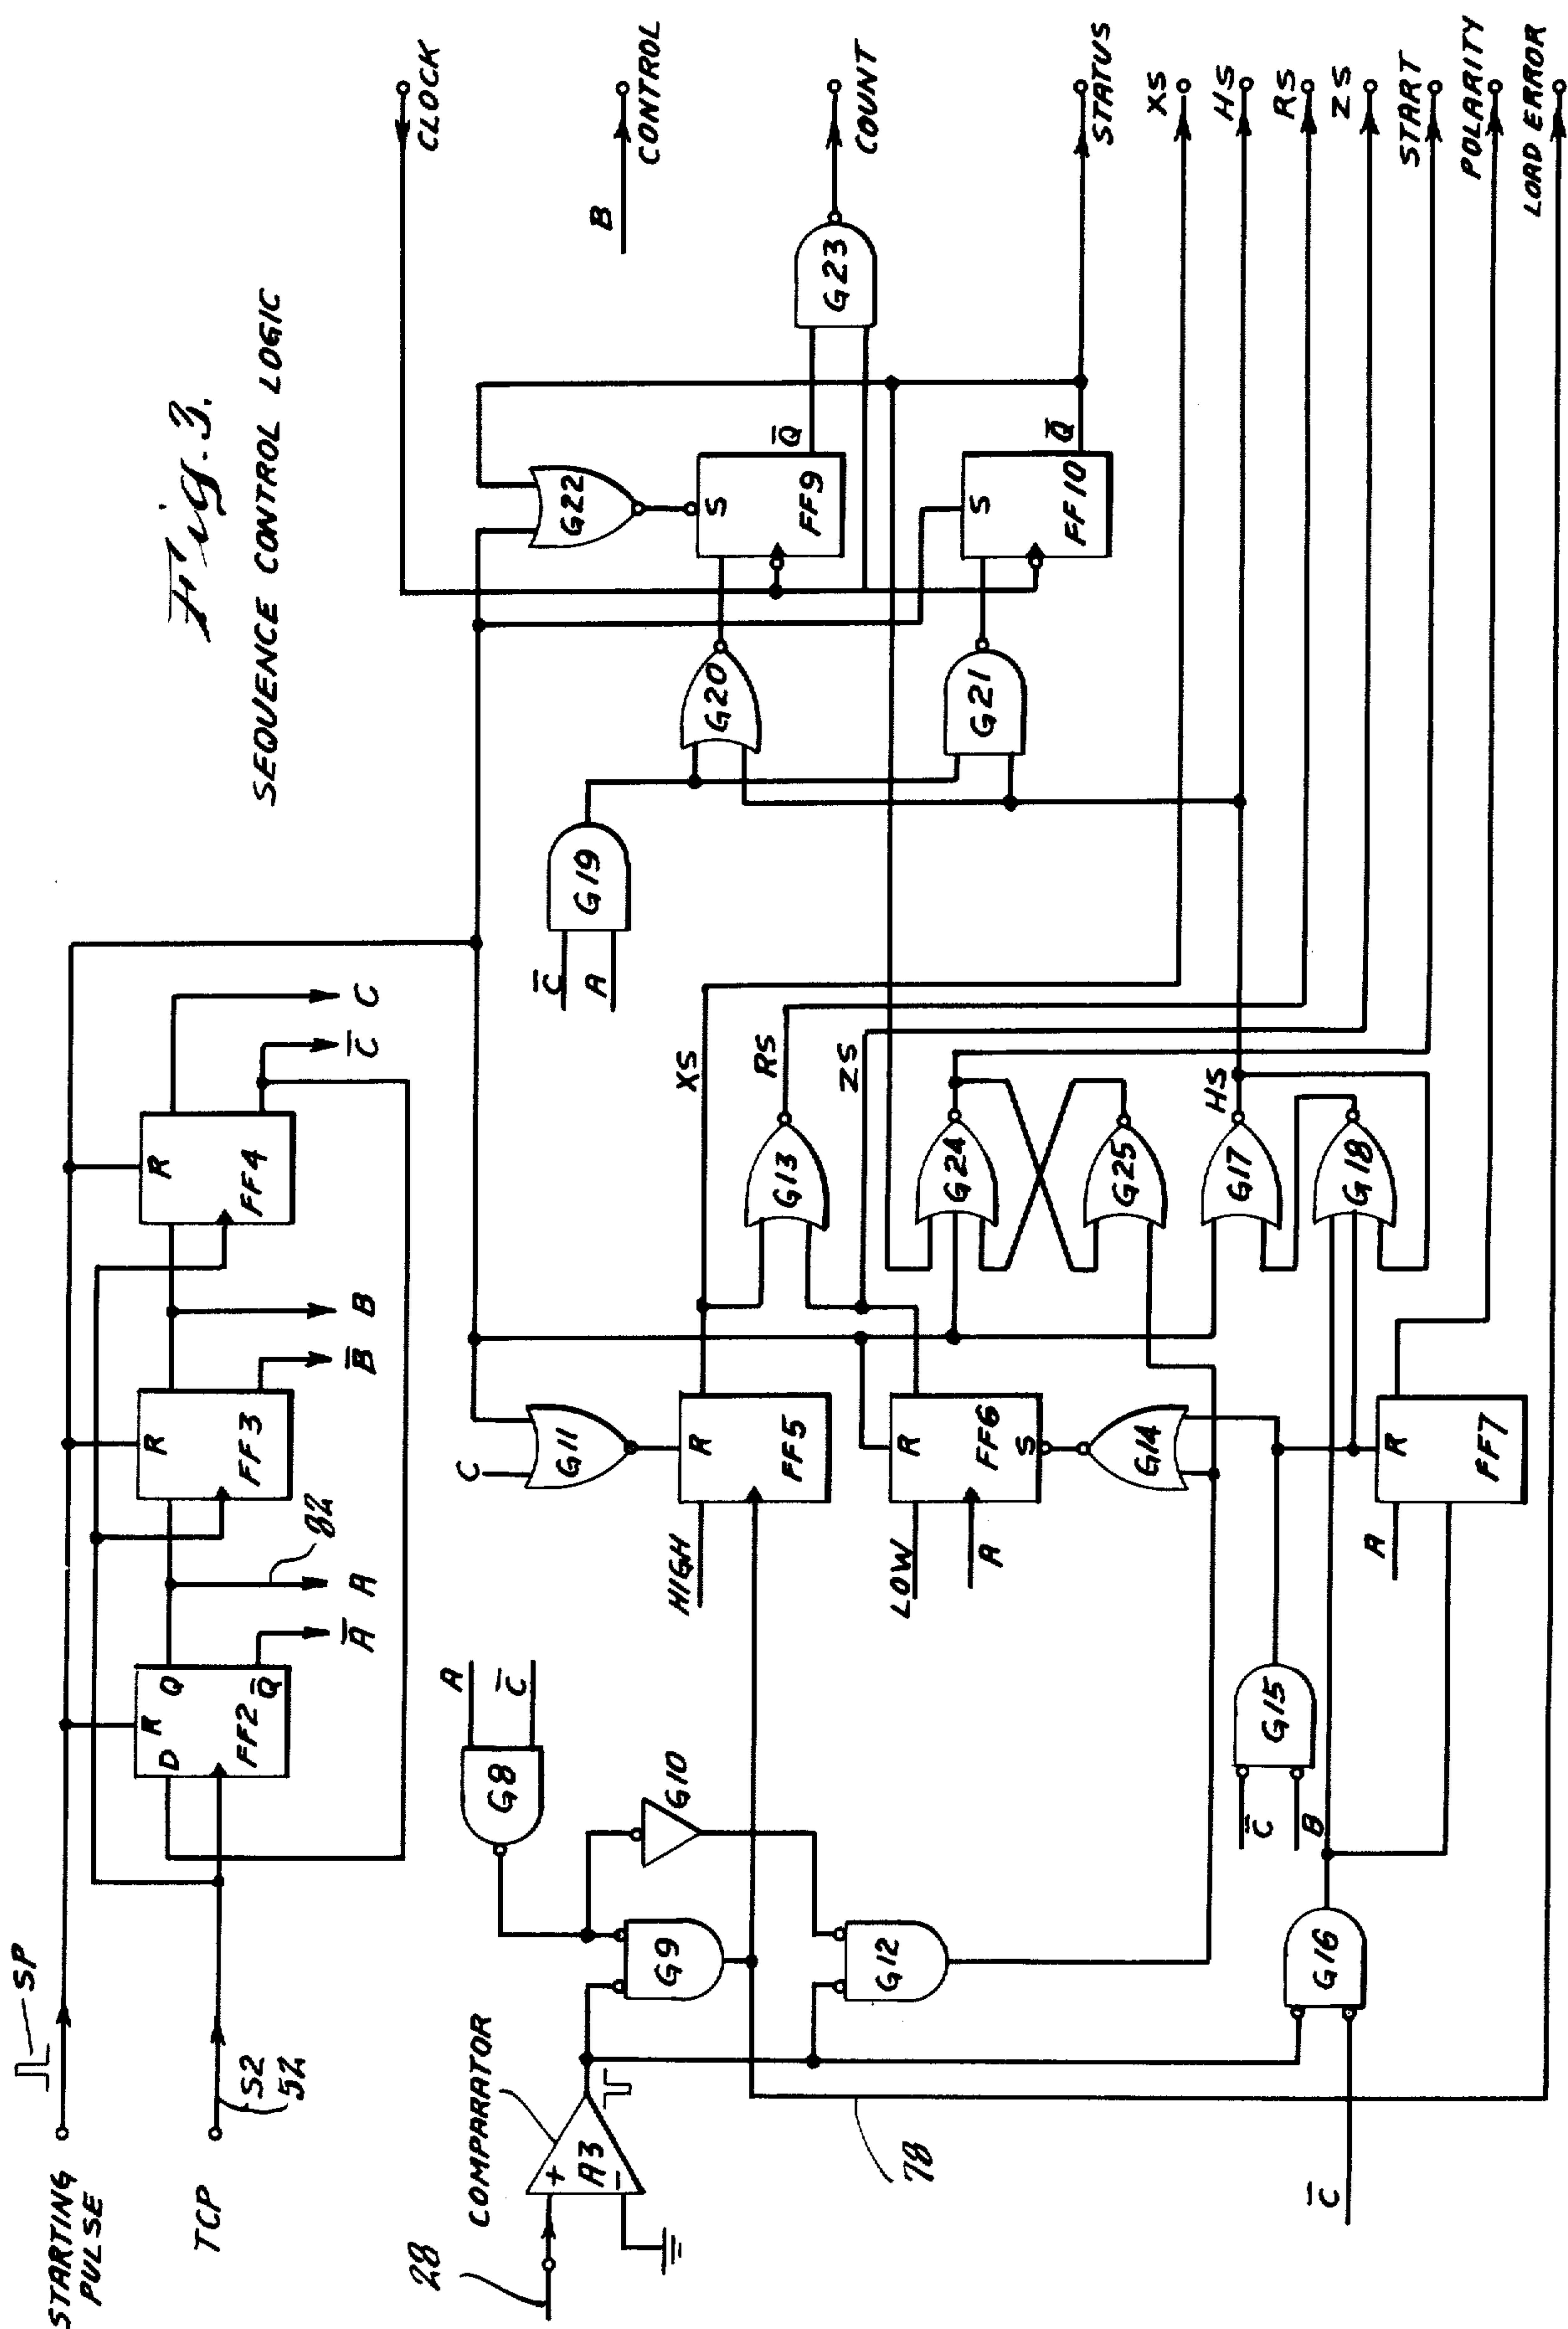 Fig. 3.
SEQUENCE CONTROL LOGIC
STARTING
PULSE
SP
TCP
S2
52
D
R
Q
Q̅
FF2
A̅
A
82
R
FF3
B̅
B
R
FF4
C̅
C
CLOCK
B
CONTROL
COUNT
STATUS
XS
HS
RS
ZS
START
POLARITY
LOAD ERROR
28
COMPARATOR
+
A3
−
G8
A
C̅
G9
G10
G12
78
C̅
G16
G15
C̅
B
C
G11
HIGH
R
FF5
LOW
A
R
S
FF6
G14
A
R
FF7
XS
RS
ZS
HS
G13
G24
G25
G17
G18
C̅
A
G19
G20
G21
G22
S
Q̅
FF9
S
Q̅
FF10
G23